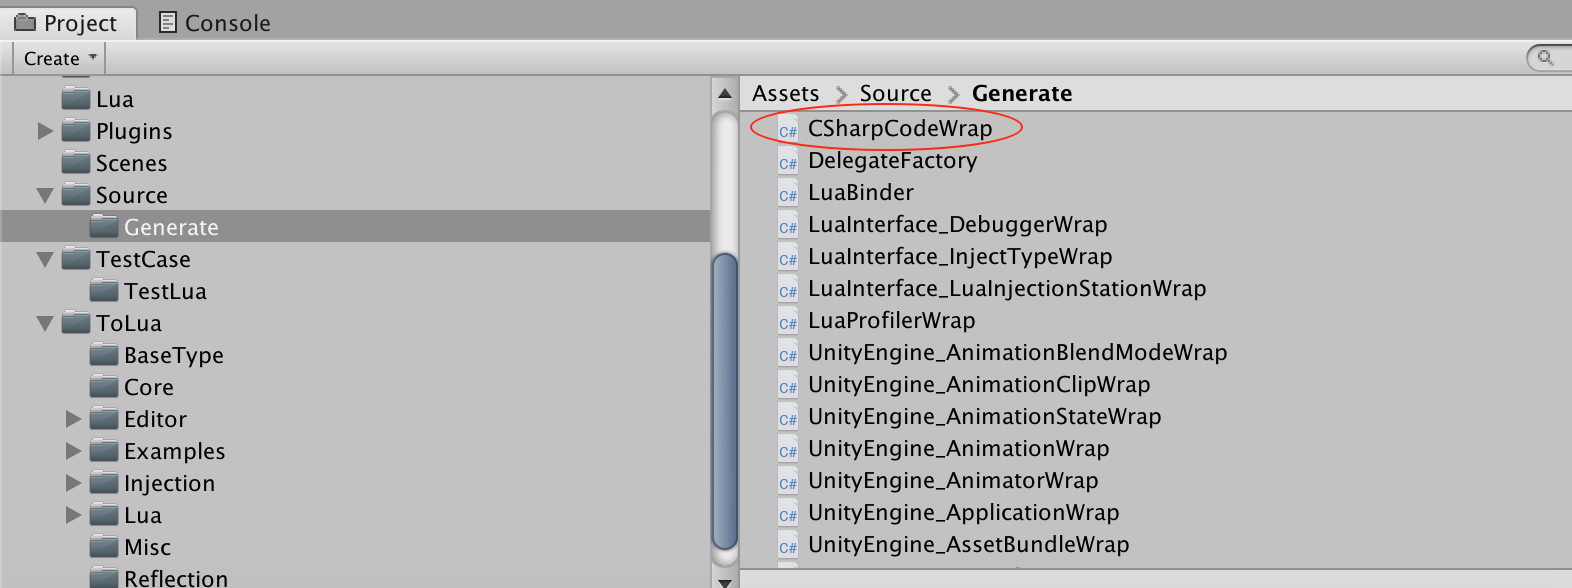 Project
Console
Create
Lua
Plugins
Scenes
Source
Generate
TestCase
TestLua
ToLua
BaseType
Core
Editor
Examples
Injection
Lua
Misc
Reflection
Assets > Source > Generate
C# CSharpCodeWrap
C# DelegateFactory
C# LuaBinder
C# LuaInterface_DebuggerWrap
C# LuaInterface_InjectTypeWrap
C# LuaInterface_LuaInjectionStationWrap
C# LuaProfilerWrap
C# UnityEngine_AnimationBlendModeWrap
C# UnityEngine_AnimationClipWrap
C# UnityEngine_AnimationStateWrap
C# UnityEngine_AnimationWrap
C# UnityEngine_AnimatorWrap
C# UnityEngine_ApplicationWrap
C# UnityEngine_AssetBundleWrap